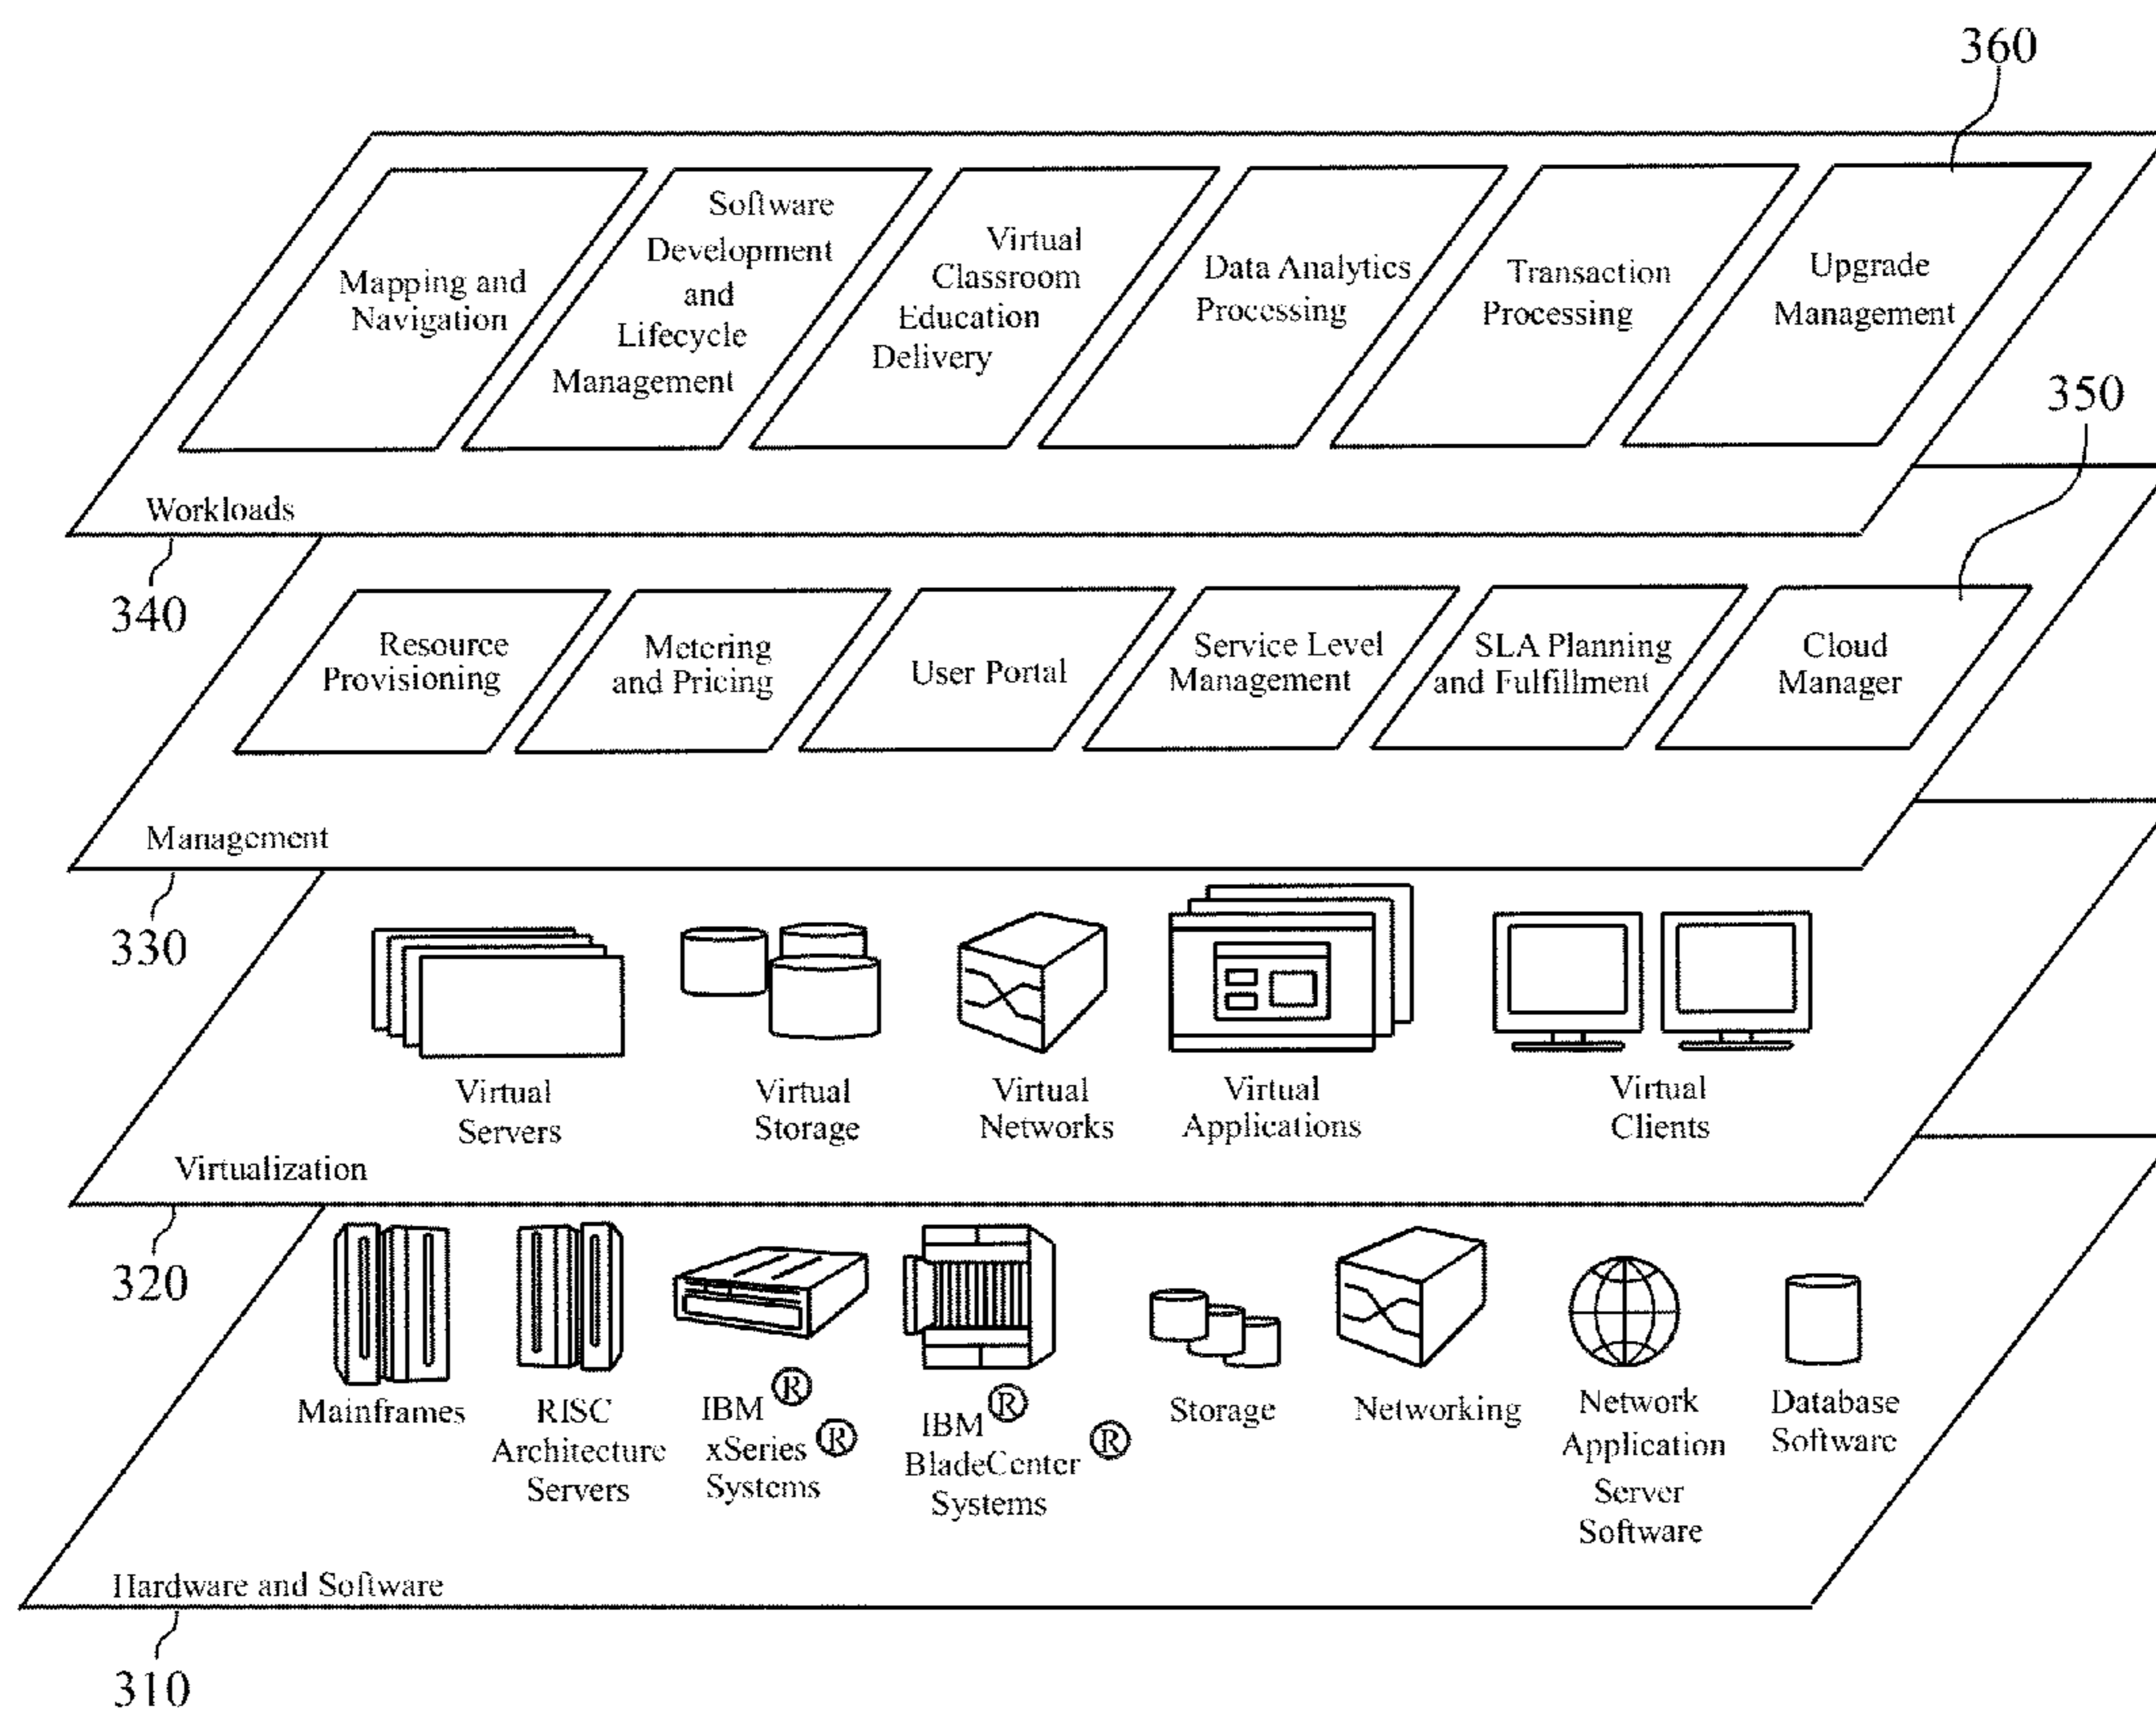 360
Mapping and
Navigation
Software
Development
and
Lifecycle
Management
Virtual
Classroom
Education
Delivery
Data Analytics
Processing
Transaction
Processing
Upgrade
Management
350
Workloads
340
Resource
Provisioning
Metering
and Pricing
User Portal
Service Level
Management
SLA Planning
and Fulfillment
Cloud
Manager
Management
330
Virtual
Servers
Virtual
Storage
Virtual
Networks
Virtual
Applications
Virtual
Clients
Virtualization
320
Mainframes
RISC
Architecture
Servers
IBM ®
xSeries ®
Systems
IBM ®
BladeCenter ®
Systems
Storage
Networking
Network
Application
Server
Software
Database
Software
Hardware and Software
310